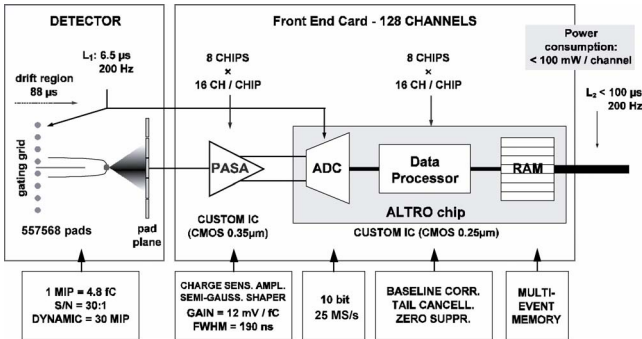 DETECTOR
L₁: 6.5 µs
200 Hz
drift region
88 µs
gating grid
557568 pads
pad
plane
Front End Card - 128 CHANNELS
8 CHIPS
×
16 CH / CHIP
8 CHIPS
×
16 CH / CHIP
Power
consumption:
< 100 mW / channel
L₂ < 100 µs
200 Hz
PASA
ADC
Data
Processor
RAM
ALTRO chip
CUSTOM IC
(CMOS 0.35µm)
CUSTOM IC (CMOS 0.25µm)
1 MIP = 4.8 fC
S/N = 30:1
DYNAMIC = 30 MIP
CHARGE SENS. AMPL.
SEMI-GAUSS. SHAPER
GAIN = 12 mV / fC
FWHM = 190 ns
10 bit
25 MS/s
BASELINE CORR.
TAIL CANCELL.
ZERO SUPPR.
MULTI-
EVENT
MEMORY